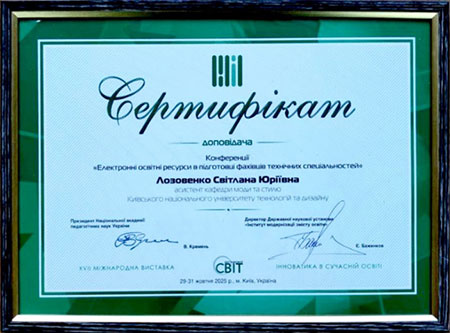 Сертифікат
ДОПОВІДАЧА
Конференції
«Електронні освітні ресурси в підготовці фахівців технічних спеціальностей»
Лозовенко Світлана Юріївна
асистент кафедри моди та стилю
Київського національного університету технологій та дизайну
Президент Національної академії
педагогічних наук України
Директор Державної наукової установи
«Інститут модернізації змісту освіти»
В. Кремень
Є. Баженков
XVII МІЖНАРОДНА ВИСТАВКА
СВІТ
ІННОВАТИКА В СУЧАСНІЙ ОСВІТІ
29-31 жовтня 2025 р., м. Київ, Україна